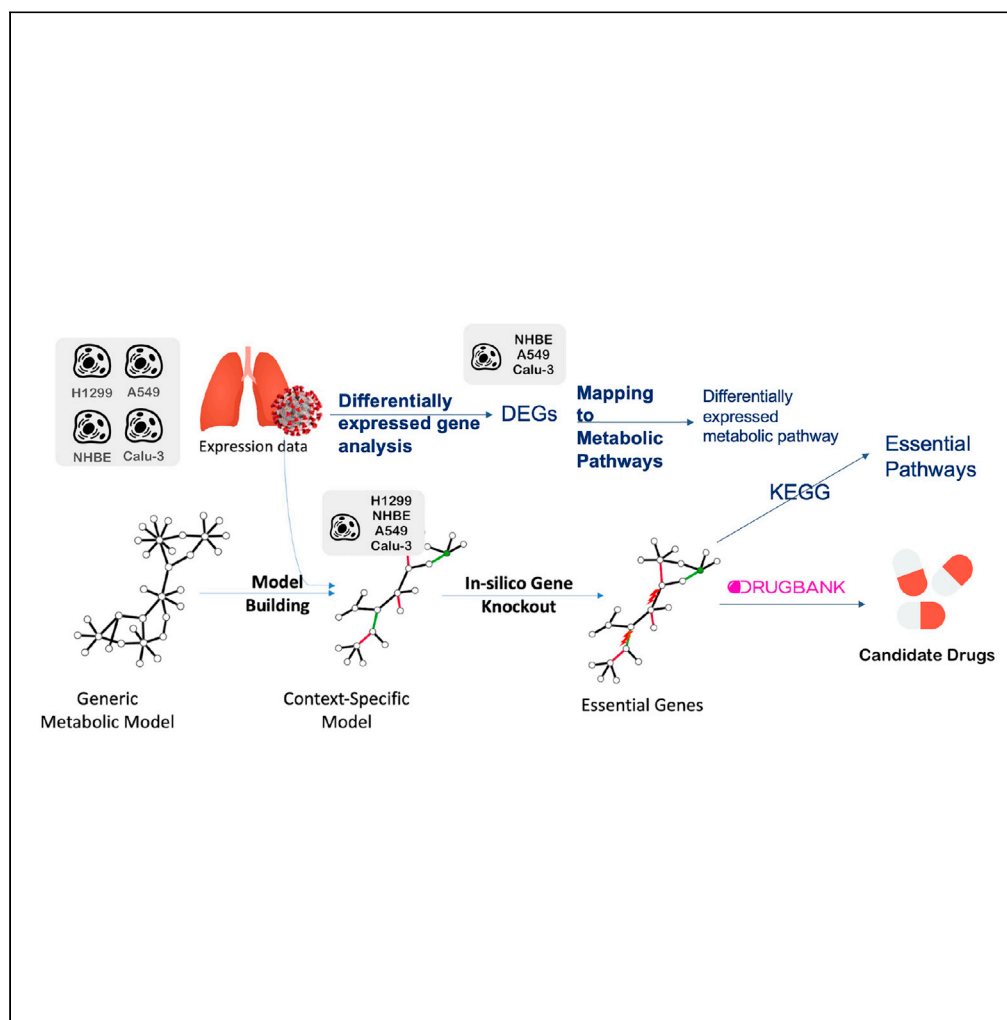 H1299 A549
NHBE Calu-3
Expression data
Differentially
expressed gene
analysis
NHBE
A549
Calu-3
DEGs
Mapping
to
Metabolic
Pathways
Differentially
expressed
metabolic pathway
Essential
Pathways
KEGG
H1299
NHBE
A549
Calu-3
Model
Building
In-silico Gene
Knockout
DRUGBANK
Candidate Drugs
Generic
Metabolic Model
Context-Specific
Model
Essential Genes